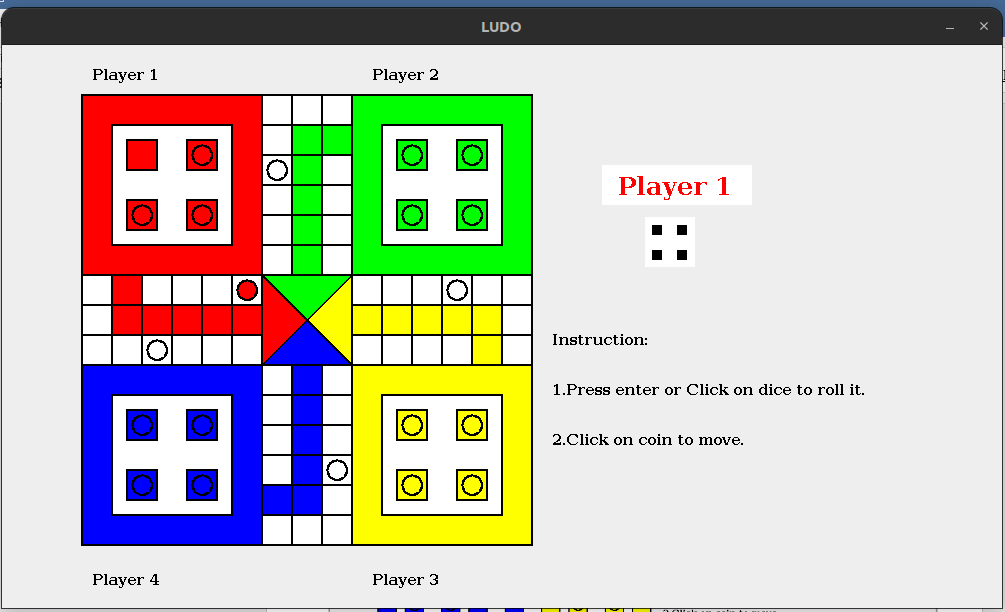 LUDO
Player 1
Player 2
Player 1
Instruction:
1.Press enter or Click on dice to roll it.
2.Click on coin to move.
Player 4
Player 3